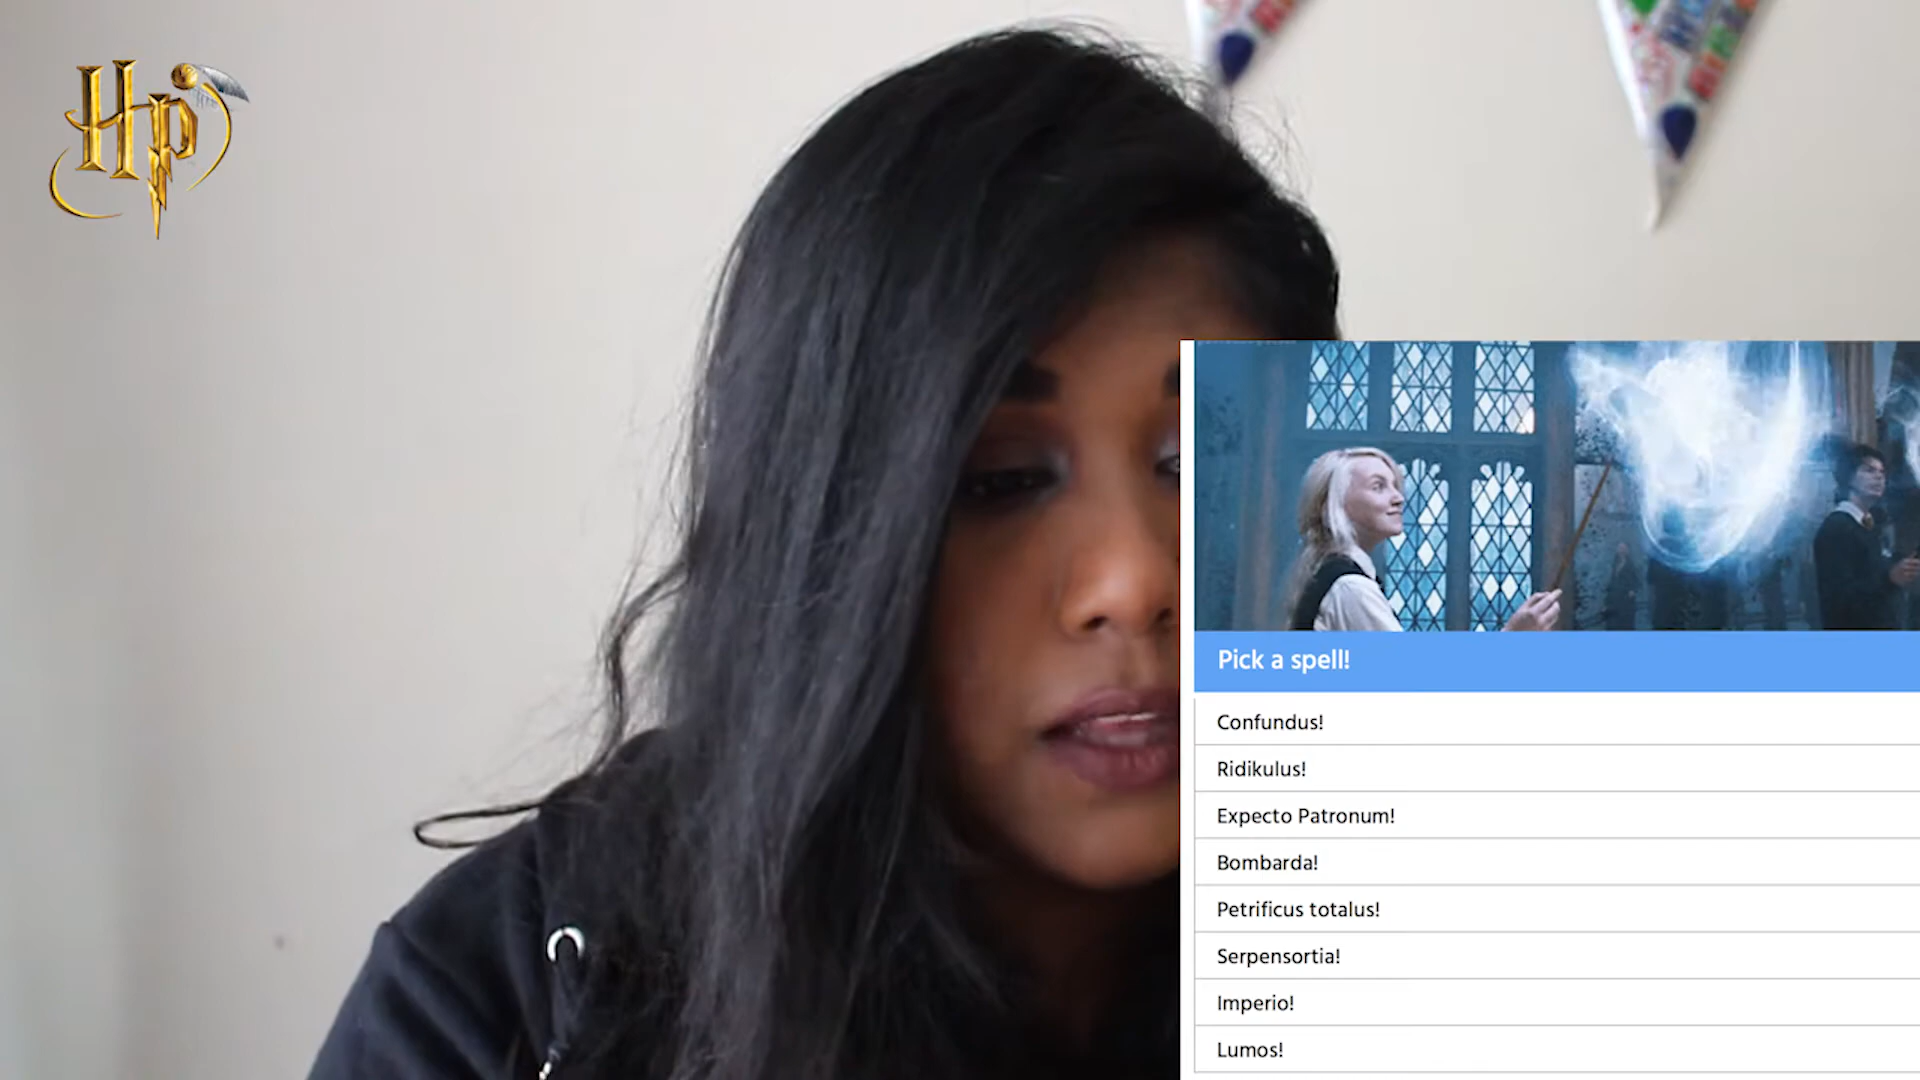 Hp
Pick a spell!
Confundus!
Ridikulus!
Expecto Patronum!
Bombarda!
Petrificus totalus!
Serpensortia!
Imperio!
Lumos!